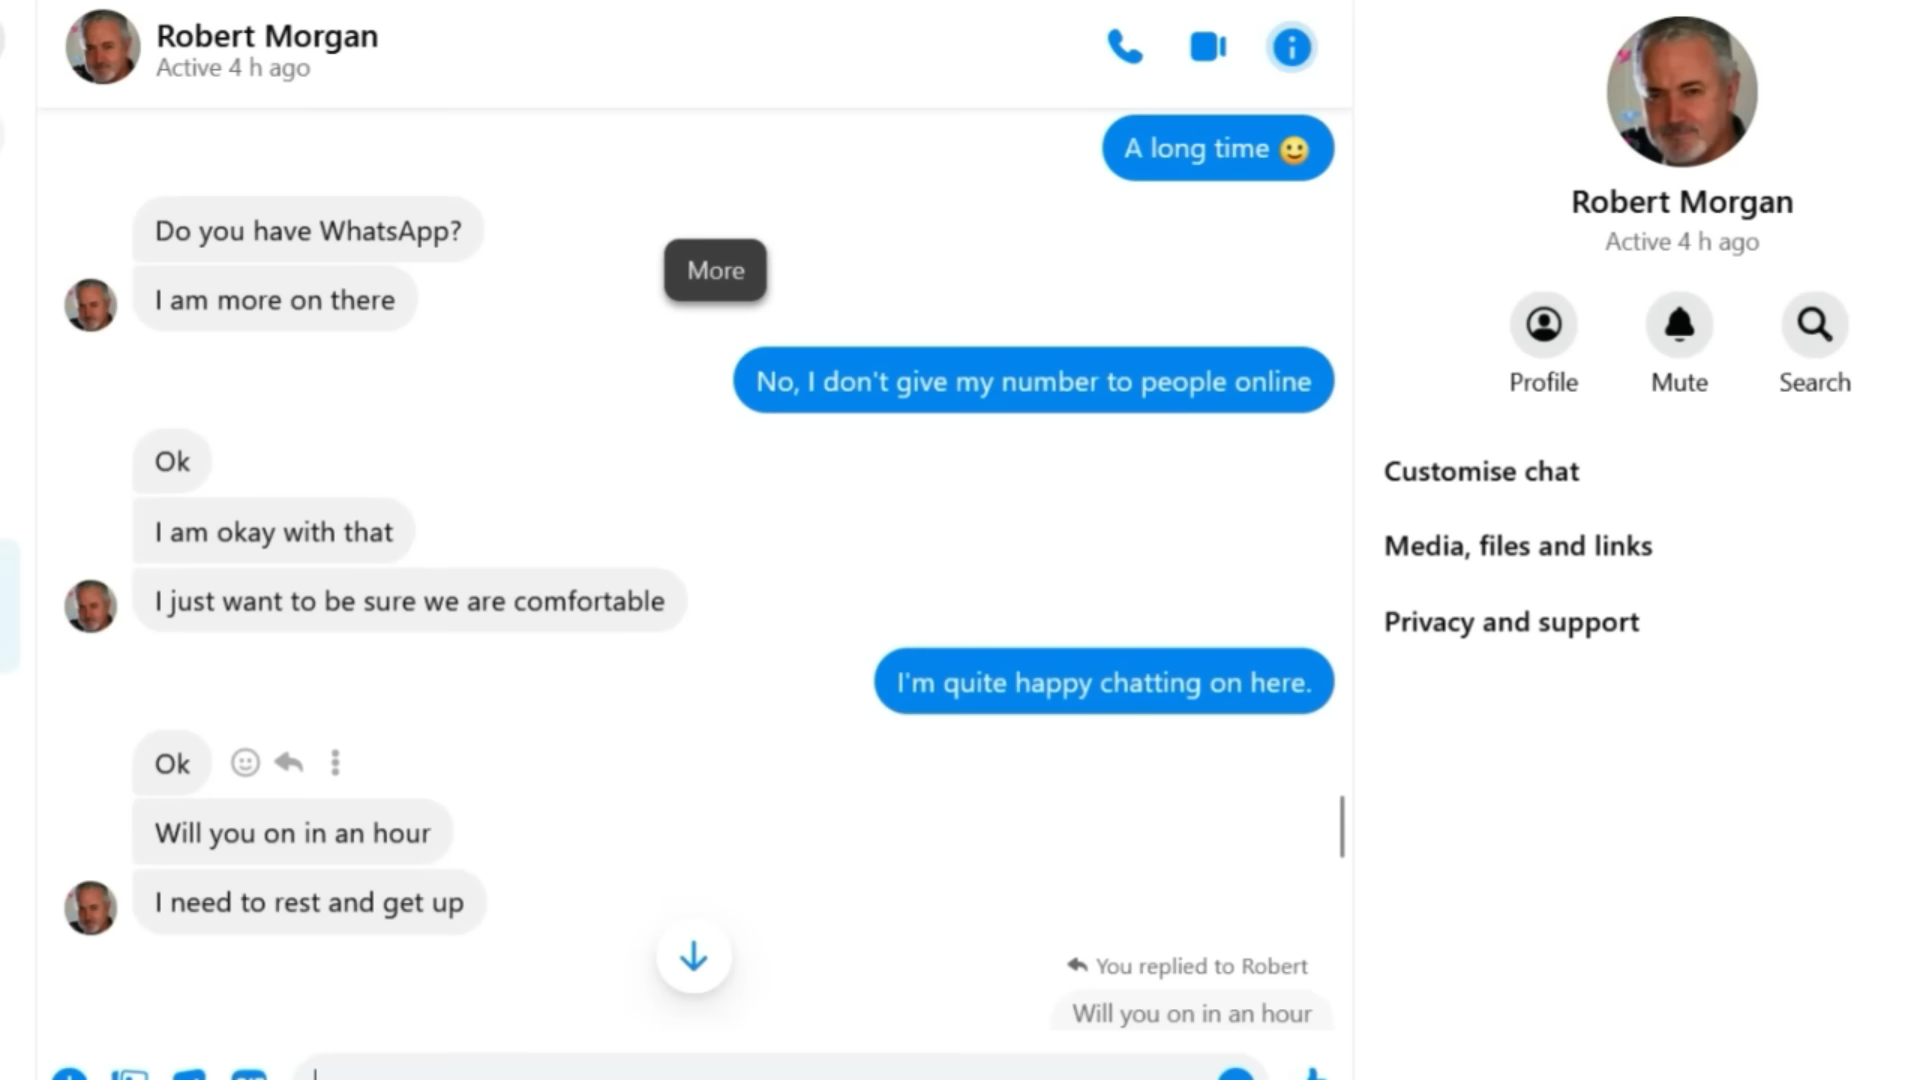 Robert Morgan
Active 4 h ago
A long time
Do you have WhatsApp?
More
I am more on there
No, I don't give my number to people online
Ok
I am okay with that
I just want to be sure we are comfortable
I'm quite happy chatting on here.
Ok
Will you on in an hour
I need to rest and get up
You replied to Robert
Will you on in an hour
Robert Morgan
Active 4 h ago
Profile
Mute
Search
Customise chat
Media, files and links
Privacy and support